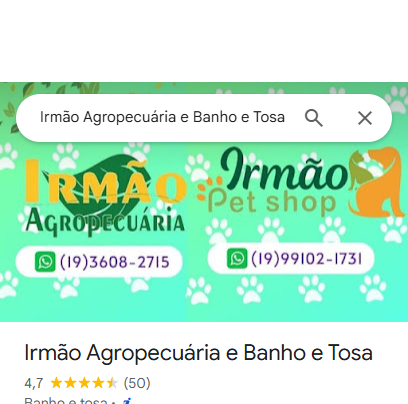 Irmão Agropecuária e Banho e Tosa
IRMÃO
AGROPECUÁRIA
(19)3608-2715
Irmão
Pet shop
(19)99102-1731
Irmão Agropecuária e Banho e Tosa
4,7 (50)
Banho e tosa ·